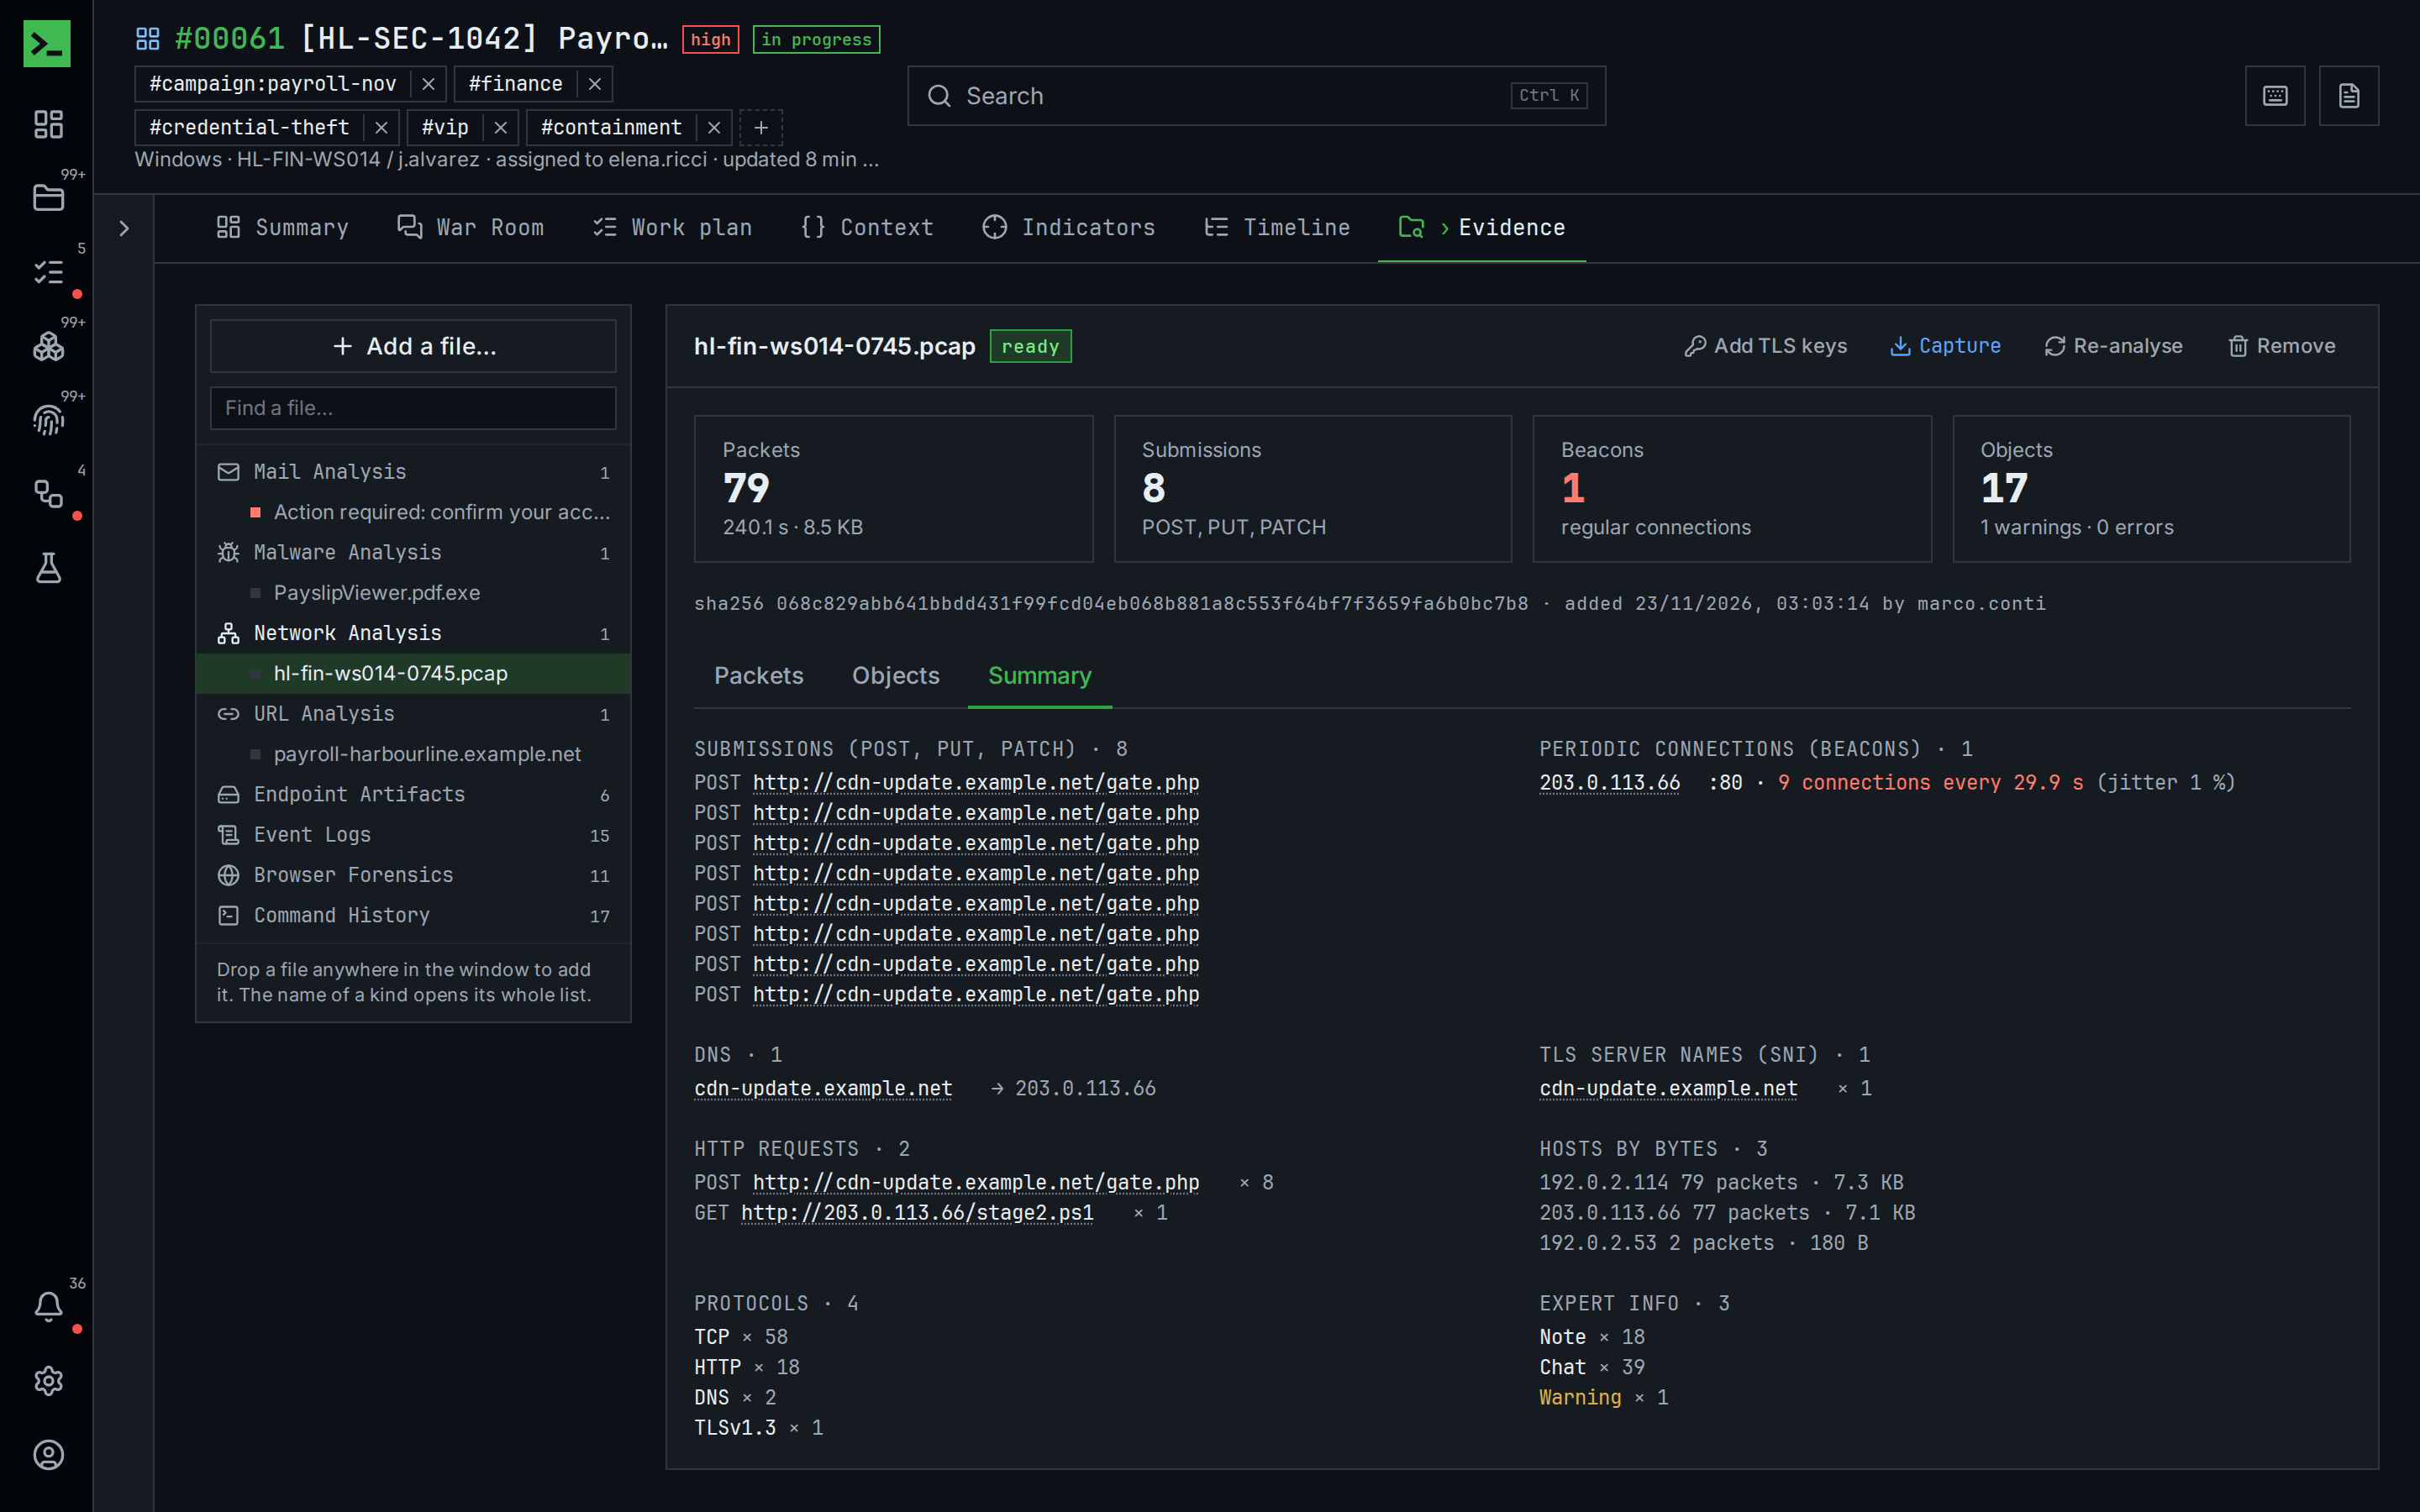 #00061 [HL-SEC-1042] Payro… high in progress
#campaign:payroll-nov #finance
#credential-theft #vip #containment
Windows · HL-FIN-WS014 / j.alvarez · assigned to elena.ricci · updated 8 min …
Search Ctrl K
99+
5
99+
99+
4
36
Summary War Room Work plan Context Indicators Timeline › Evidence
Add a file…
Find a file…
Mail Analysis 1
Action required: confirm your acc…
Malware Analysis 1
PayslipViewer.pdf.exe
Network Analysis 1
hl-fin-ws014-0745.pcap
URL Analysis 1
payroll-harbourline.example.net
Endpoint Artifacts 6
Event Logs 15
Browser Forensics 11
Command History 17
Drop a file anywhere in the window to add
it. The name of a kind opens its whole list.
hl-fin-ws014-0745.pcap ready Add TLS keys Capture Re-analyse Remove
Packets
79
240.1 s · 8.5 KB
Submissions
8
POST, PUT, PATCH
Beacons
1
regular connections
Objects
17
1 warnings · 0 errors
sha256 068c829abb641bbdd431f99fcd04eb068b881a8c553f64bf7f3659fa6b0bc7b8 · added 23/11/2026, 03:03:14 by marco.conti
Packets Objects Summary
SUBMISSIONS (POST, PUT, PATCH) · 8
POST http://cdn-update.example.net/gate.php
POST http://cdn-update.example.net/gate.php
POST http://cdn-update.example.net/gate.php
POST http://cdn-update.example.net/gate.php
POST http://cdn-update.example.net/gate.php
POST http://cdn-update.example.net/gate.php
POST http://cdn-update.example.net/gate.php
POST http://cdn-update.example.net/gate.php
PERIODIC CONNECTIONS (BEACONS) · 1
203.0.113.66 :80 · 9 connections every 29.9 s (jitter 1 %)
DNS · 1
cdn-update.example.net → 203.0.113.66
TLS SERVER NAMES (SNI) · 1
cdn-update.example.net × 1
HTTP REQUESTS · 2
POST http://cdn-update.example.net/gate.php × 8
GET http://203.0.113.66/stage2.ps1 × 1
HOSTS BY BYTES · 3
192.0.2.114 79 packets · 7.3 KB
203.0.113.66 77 packets · 7.1 KB
192.0.2.53 2 packets · 180 B
PROTOCOLS · 4
TCP × 58
HTTP × 18
DNS × 2
TLSv1.3 × 1
EXPERT INFO · 3
Note × 18
Chat × 39
Warning × 1